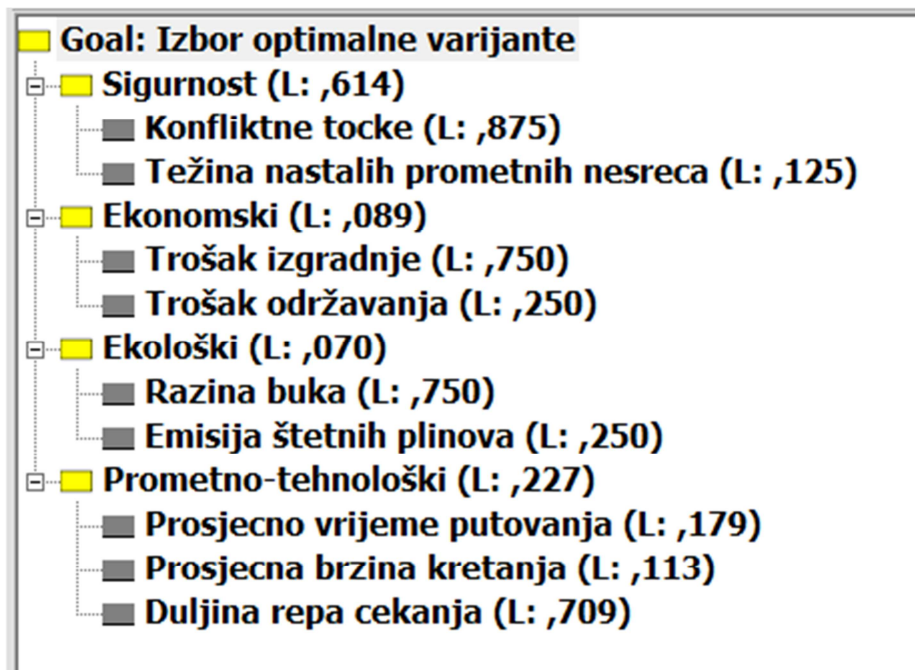 Goal: Izbor optimalne varijante
Sigurnost (L: ,614)
Konfliktne tocke (L: ,875)
Težina nastalih prometnih nesreca (L: ,125)
Ekonomski (L: ,089)
Trošak izgradnje (L: ,750)
Trošak održavanja (L: ,250)
Ekološki (L: ,070)
Razina buka (L: ,750)
Emisija štetnih plinova (L: ,250)
Prometno-tehnološki (L: ,227)
Prosjecno vrijeme putovanja (L: ,179)
Prosjecna brzina kretanja (L: ,113)
Duljina repa cekanja (L: ,709)